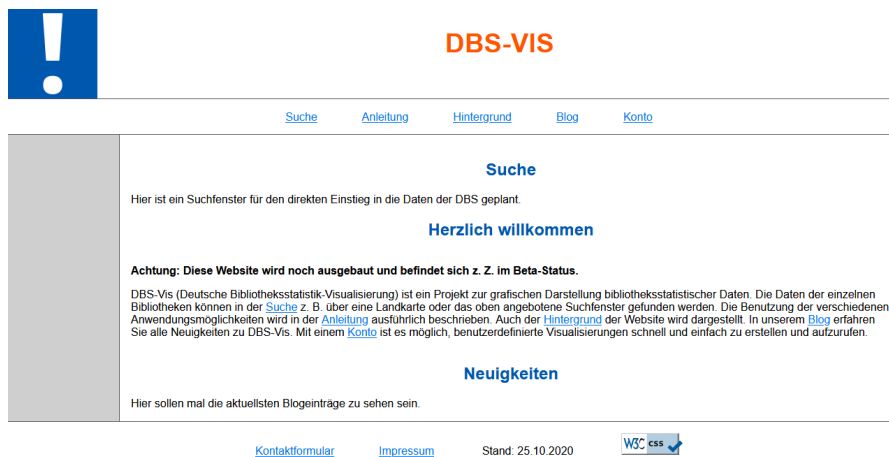 !
DBS-VIS
Suche Anleitung Hintergrund Blog Konto
Suche
Hier ist ein Suchfenster für den direkten Einstieg in die Daten der DBS geplant.
Herzlich willkommen
Achtung: Diese Website wird noch ausgebaut und befindet sich z. Z. im Beta-Status.
DBS-Vis (Deutsche Bibliotheksstatistik-Visualisierung) ist ein Projekt zur grafischen Darstellung bibliotheksstatistischer Daten. Die Daten der einzelnen
Bibliotheken können in der Suche z. B. über eine Landkarte oder das oben angebotene Suchfenster gefunden werden. Die Benutzung der verschiedenen
Anwendungsmöglichkeiten wird in der Anleitung ausführlich beschrieben. Auch der Hintergrund der Website wird dargestellt. In unserem Blog erfahren
Sie alle Neuigkeiten zu DBS-Vis. Mit einem Konto ist es möglich, benutzerdefinierte Visualisierungen schnell und einfach zu erstellen und aufzurufen.
Neuigkeiten
Hier sollen mal die aktuellsten Blogeinträge zu sehen sein.
Kontaktformular Impressum Stand: 25.10.2020 W3C css